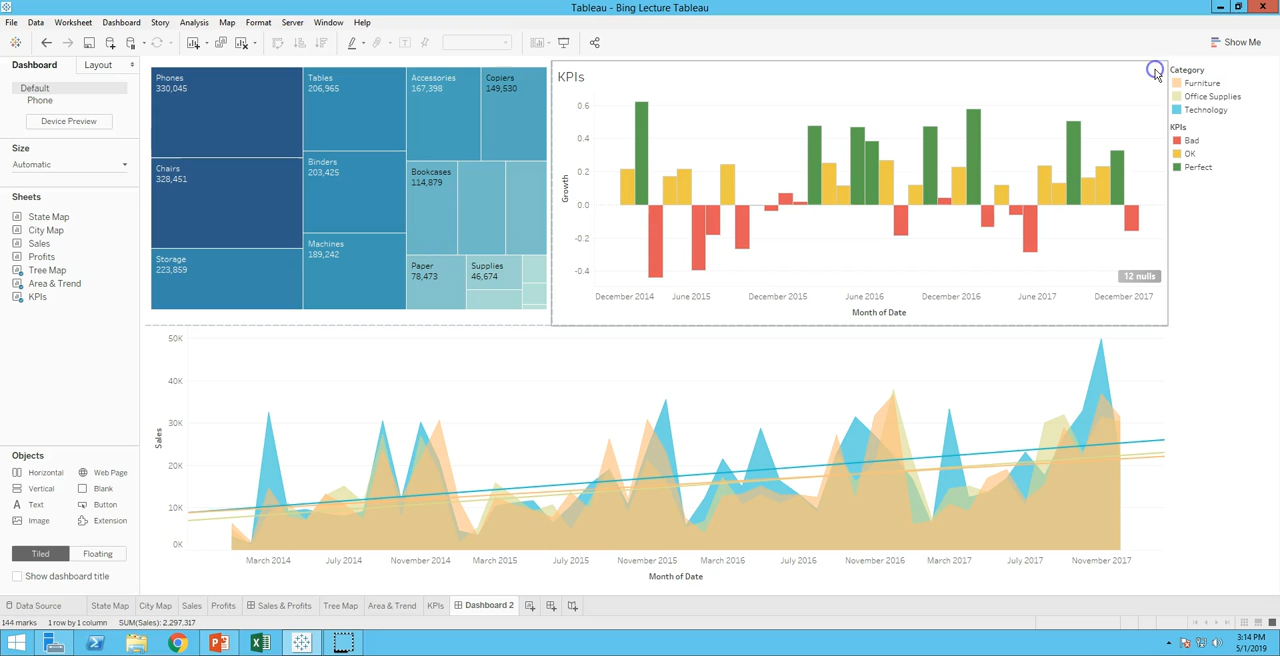 Tableau - Bing Lecture Tableau
File Data Worksheet Dashboard Story Analysis Map Format Server Window Help
Show Me
Dashboard Layout
Default
Phone
Device Preview
Size
Automatic
Sheets
State Map
City Map
Sales
Profits
Tree Map
Area & Trend
KPIs
Objects
Horizontal Web Page
Vertical Blank
Text Button
Image Extension
Tiled Floating
Show dashboard title
Phones
330,045
Chairs
328,451
Storage
223,859
Tables
206,965
Binders
203,425
Machines
189,242
Accessories
167,398
Copiers
149,530
Bookcases
114,879
Paper
78,473
Supplies
46,674
KPIs
Growth
0.6
0.4
0.2
0.0
-0.2
-0.4
12 nulls
December 2014 June 2015 December 2015 June 2016 December 2016 June 2017 December 2017
Month of Date
Category
Furniture
Office Supplies
Technology
KPIs
Bad
OK
Perfect
Sales
50K
40K
30K
20K
10K
0K
March 2014 July 2014 November 2014 March 2015 July 2015 November 2015 March 2016 July 2016 November 2016 March 2017 July 2017 November 2017
Month of Date
Data Source State Map City Map Sales Profits Sales & Profits Tree Map Area & Trend KPIs Dashboard 2
144 marks 1 row by 1 column SUM(Sales): 2,297,317
3:14 PM
5/1/2019